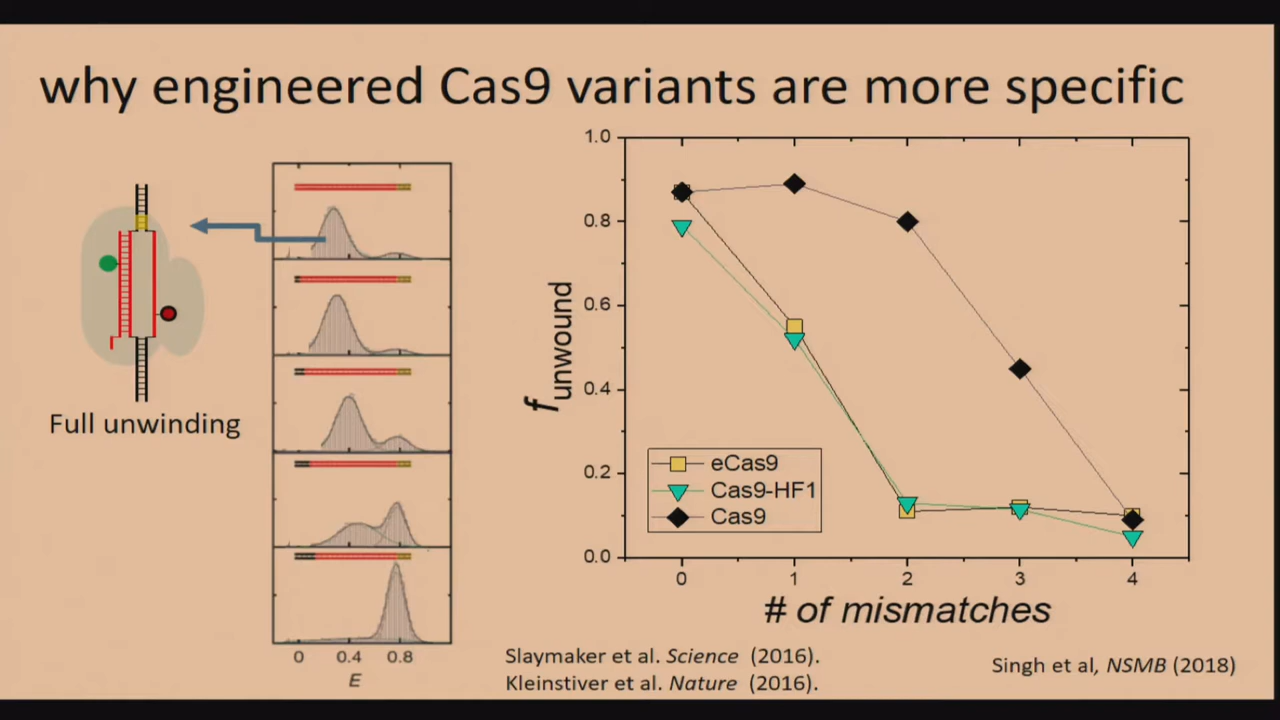 why engineered Cas9 variants are more specific
Full unwinding
0 0.4 0.8
E
1.0
0.8
0.6
0.4
0.2
0.0
f unwound
eCas9
Cas9-HF1
Cas9
0 1 2 3 4
# of mismatches
Slaymaker et al. Science (2016).
Kleinstiver et al. Nature (2016).
Singh et al, NSMB (2018)